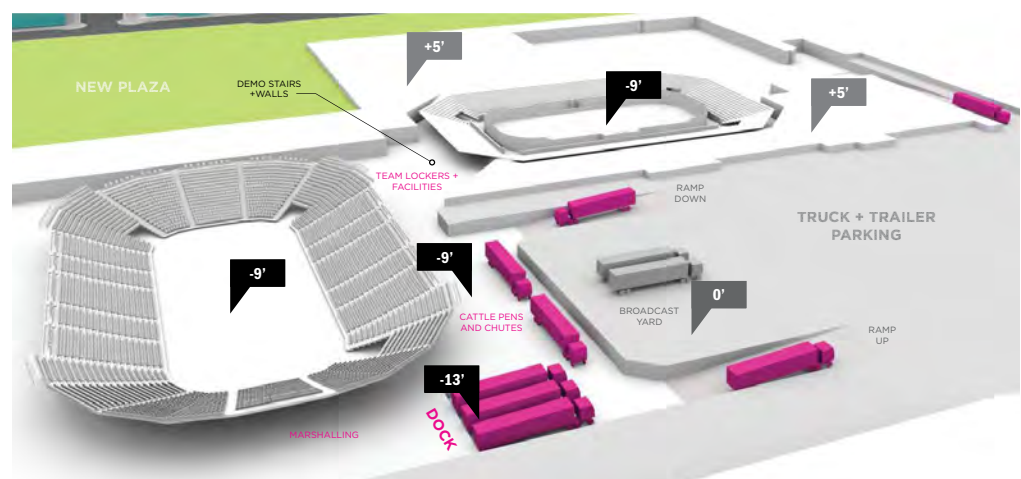 +5'
NEW PLAZA
DEMO STAIRS
+WALLS
-9'
+5'
TEAM LOCKERS +
FACILITIES
RAMP
DOWN
TRUCK + TRAILER
PARKING
-9'
-9'
0'
CATTLE PENS
AND CHUTES
BROADCAST
YARD
RAMP
UP
-13'
DOCK
MARSHALLING